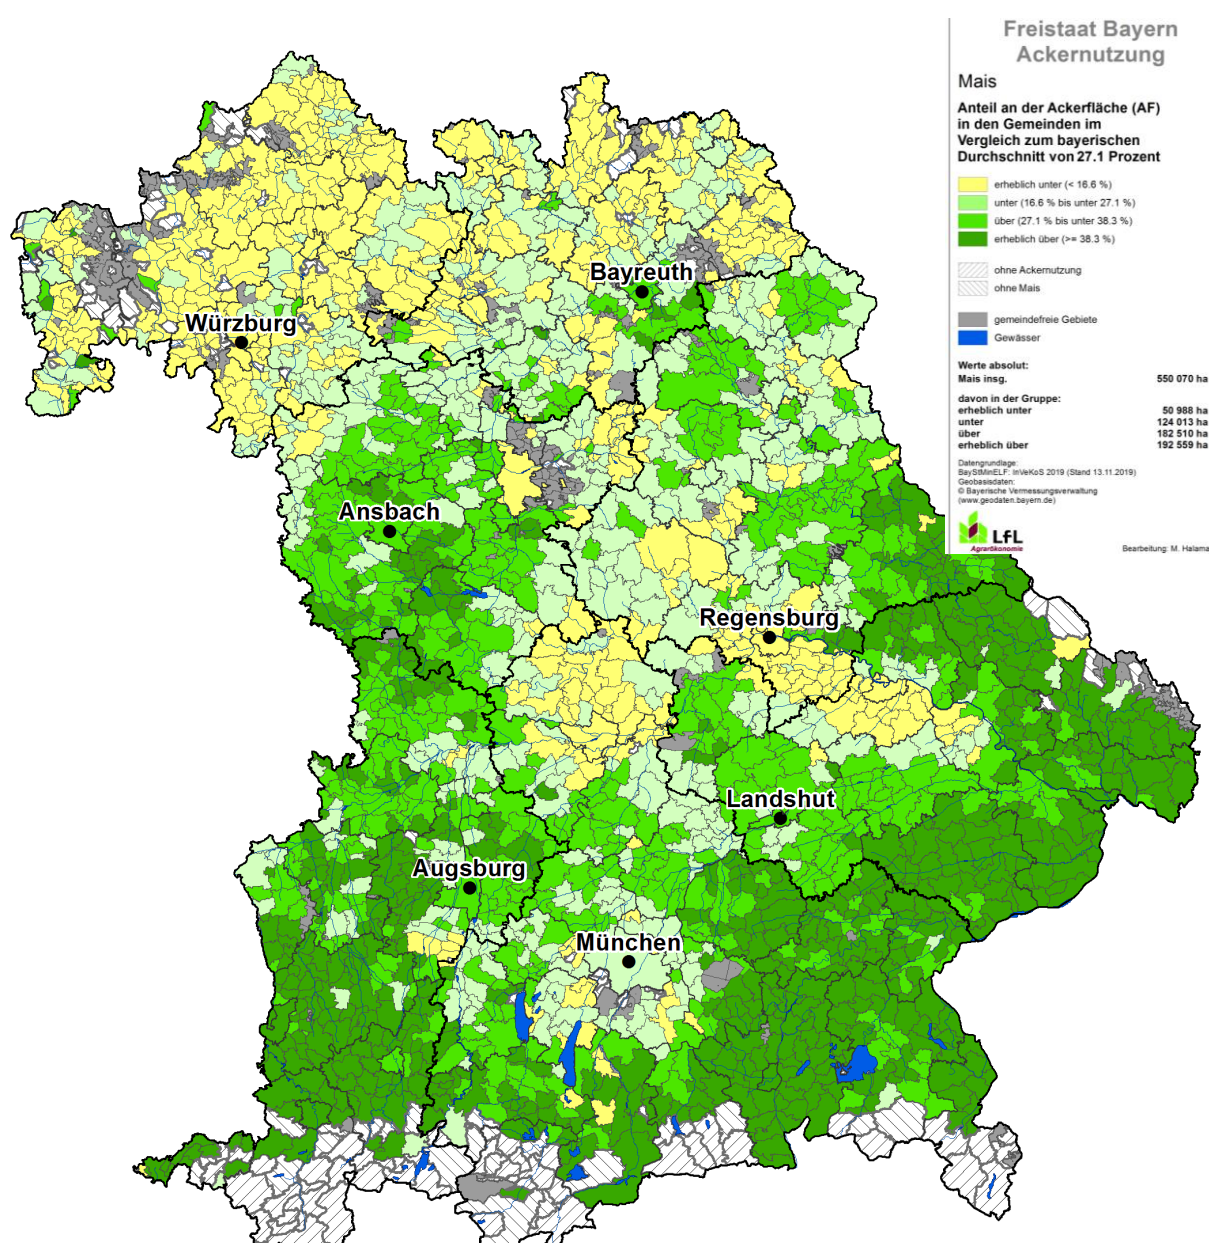 Freistaat Bayern
Ackernutzung
Mais
Anteil an der Ackerfläche (AF)
in den Gemeinden im
Vergleich zum bayerischen
Durchschnitt von 27.1 Prozent
erheblich unter (< 16.6 %)
unter (16.6 % bis unter 27.1 %)
über (27.1 % bis unter 38.3 %)
erheblich über (>= 38.3 %)
ohne Ackernutzung
ohne Mais
gemeindefreie Gebiete
Gewässer
Werte absolut:
Mais insg. 550 070 ha
davon in der Gruppe:
erheblich unter 50 988 ha
unter 124 013 ha
über 182 510 ha
erheblich über 192 559 ha
Datengrundlage:
BayStMinELF: InVeKoS 2019 (Stand 13.11.2019)
Geobasisdaten:
© Bayerische Vermessungsverwaltung
(www.geodaten.bayern.de)
LfL
Agrarökonomie
Bearbeitung: M. Halama
Bayreuth
Würzburg
Ansbach
Regensburg
Landshut
Augsburg
München